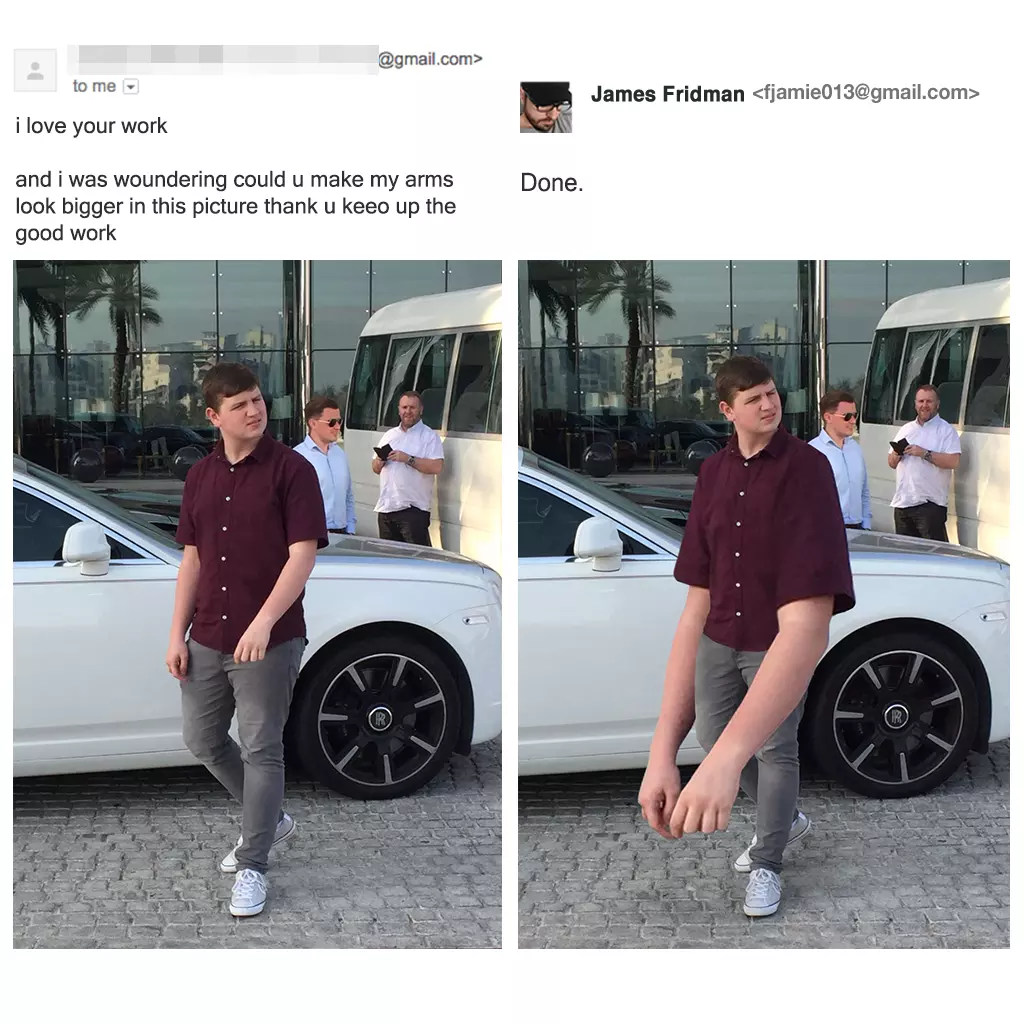 @gmail.com>
to me
i love your work
and i was woundering could u make my arms
look bigger in this picture thank u keeo up the
good work
James Fridman <fjamie013@gmail.com>
Done.